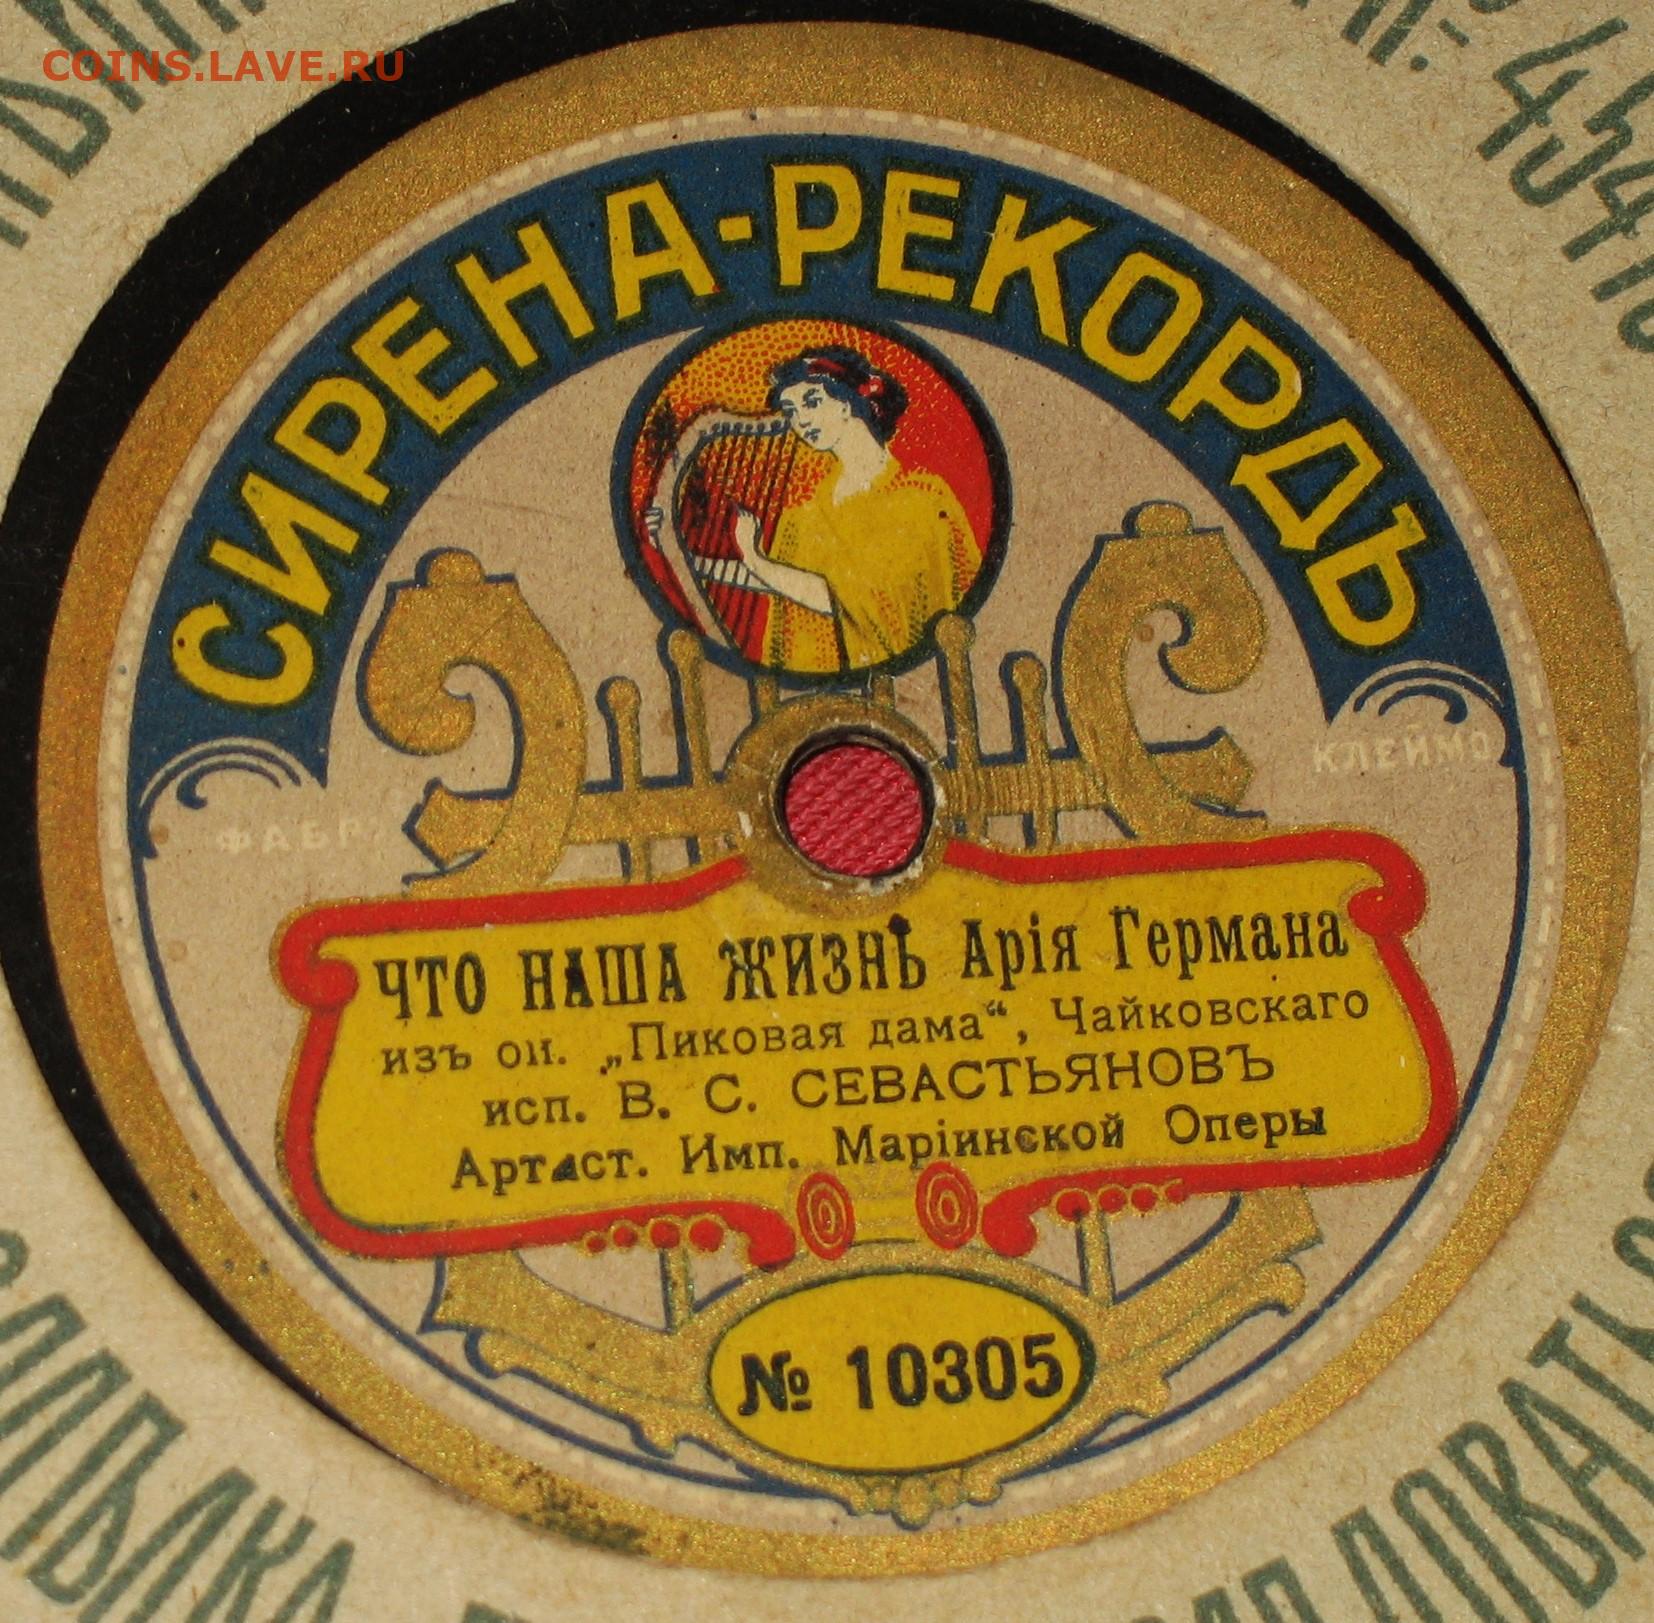 COINS.LAVE.RU
СИРЕНА-РЕКОРДЪ
ФАБР. КЛЕЙМО
ЧТО НАША ЖИЗНЬ Арія Германа
изъ оп. „Пиковая дама“, Чайковскаго
исп. В. С. СЕВАСТЬЯНОВЪ
Артист. Имп. Маріинской Оперы
№ 10305